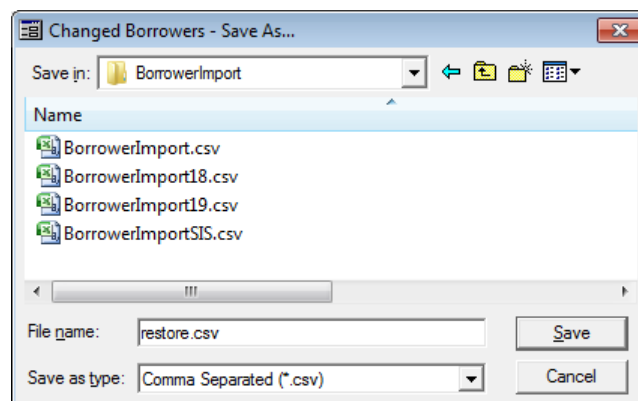 Changed Borrowers - Save As...
Save in: BorrowerImport
Name
BorrowerImport.csv
BorrowerImport18.csv
BorrowerImport19.csv
BorrowerImportSIS.csv
File name: restore.csv Save
Save as type: Comma Separated (*.csv) Cancel